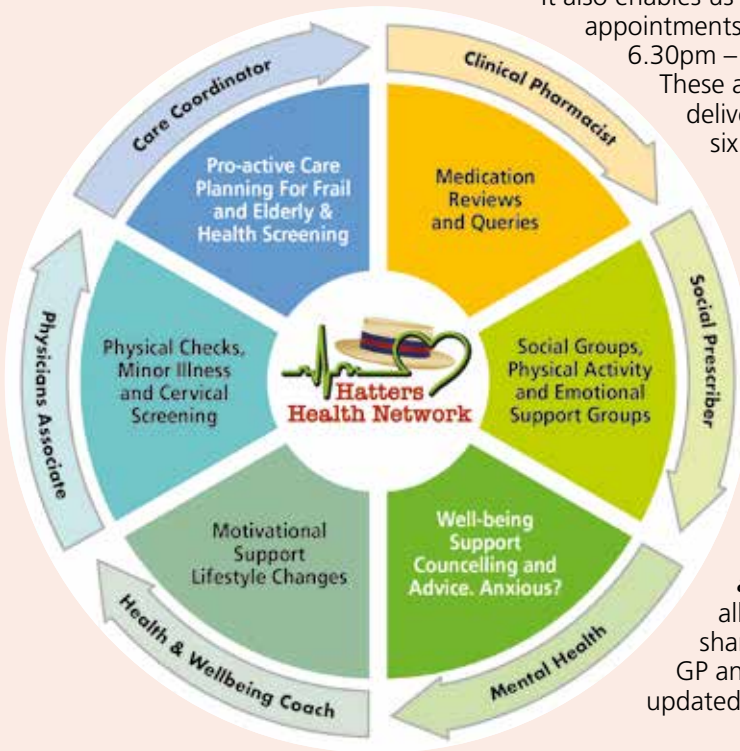 It also enables us
appointments
6.30pm –
These a
deliv
six
Care Coordinator
Clinical Pharmacist
Social Prescriber
Mental Health
Health & Wellbeing Coach
Physicians Associate
Pro-active Care
Planning For Frail
and Elderly &
Health Screening
Medication
Reviews
and Queries
Social Groups,
Physical Activity
and Emotional
Support Groups
Well-being
Support
Councelling and
Advice. Anxious?
Motivational
Support
Lifestyle Changes
Physical Checks,
Minor Illness
and Cervical
Screening
Hatters
Health Network
all
shar
GP an
updated